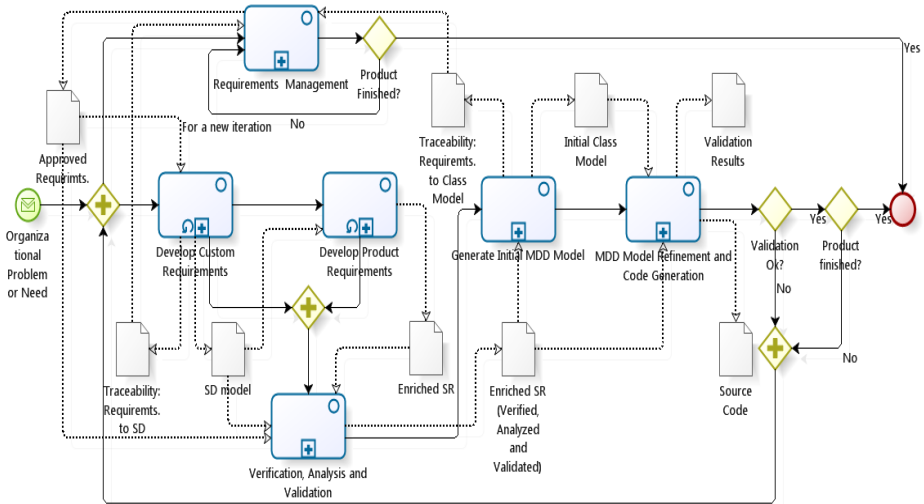 Requirements Management
Product
Finished?
Yes
No
For a new iteration
Approved
Requirimts.
Traceability:
Requiremts.
to Class
Model
Initial Class
Model
Validation
Results
Organiza
tional
Problem
or Need
Develop Custom
Requirements
Develop Product
Requirements
Generate Initial MDD Model
MDD Model Refinement and
Code Generation
Validation
Ok?
Yes
Product
finished?
Yes
No
No
Traceability:
Requiremts.
to SD
SD model
Enriched SR
Enriched SR
(Verified,
Analyzed
and
Validated)
Source
Code
Verification, Analysis and
Validation